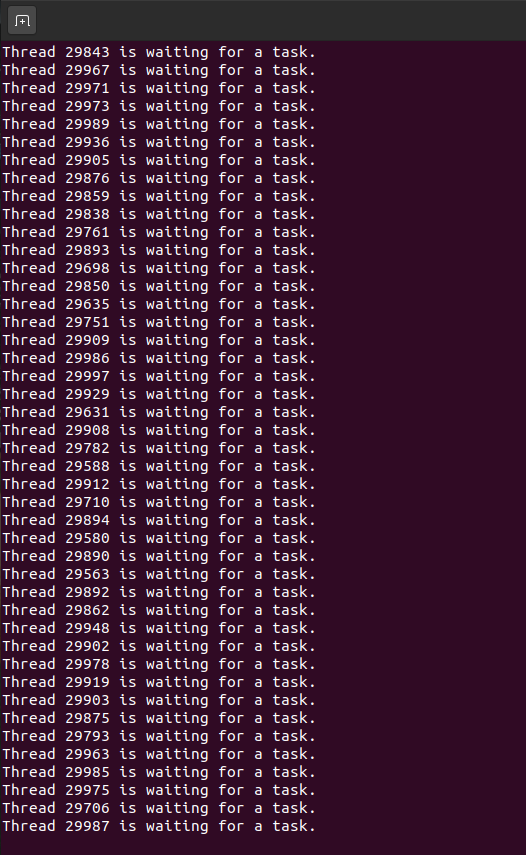 Thread 29843 is waiting for a task.
Thread 29967 is waiting for a task.
Thread 29971 is waiting for a task.
Thread 29973 is waiting for a task.
Thread 29989 is waiting for a task.
Thread 29936 is waiting for a task.
Thread 29905 is waiting for a task.
Thread 29876 is waiting for a task.
Thread 29859 is waiting for a task.
Thread 29838 is waiting for a task.
Thread 29761 is waiting for a task.
Thread 29893 is waiting for a task.
Thread 29698 is waiting for a task.
Thread 29850 is waiting for a task.
Thread 29635 is waiting for a task.
Thread 29751 is waiting for a task.
Thread 29909 is waiting for a task.
Thread 29986 is waiting for a task.
Thread 29997 is waiting for a task.
Thread 29929 is waiting for a task.
Thread 29631 is waiting for a task.
Thread 29908 is waiting for a task.
Thread 29782 is waiting for a task.
Thread 29588 is waiting for a task.
Thread 29912 is waiting for a task.
Thread 29710 is waiting for a task.
Thread 29894 is waiting for a task.
Thread 29580 is waiting for a task.
Thread 29890 is waiting for a task.
Thread 29563 is waiting for a task.
Thread 29892 is waiting for a task.
Thread 29862 is waiting for a task.
Thread 29948 is waiting for a task.
Thread 29902 is waiting for a task.
Thread 29978 is waiting for a task.
Thread 29919 is waiting for a task.
Thread 29903 is waiting for a task.
Thread 29875 is waiting for a task.
Thread 29793 is waiting for a task.
Thread 29963 is waiting for a task.
Thread 29985 is waiting for a task.
Thread 29975 is waiting for a task.
Thread 29706 is waiting for a task.
Thread 29987 is waiting for a task.